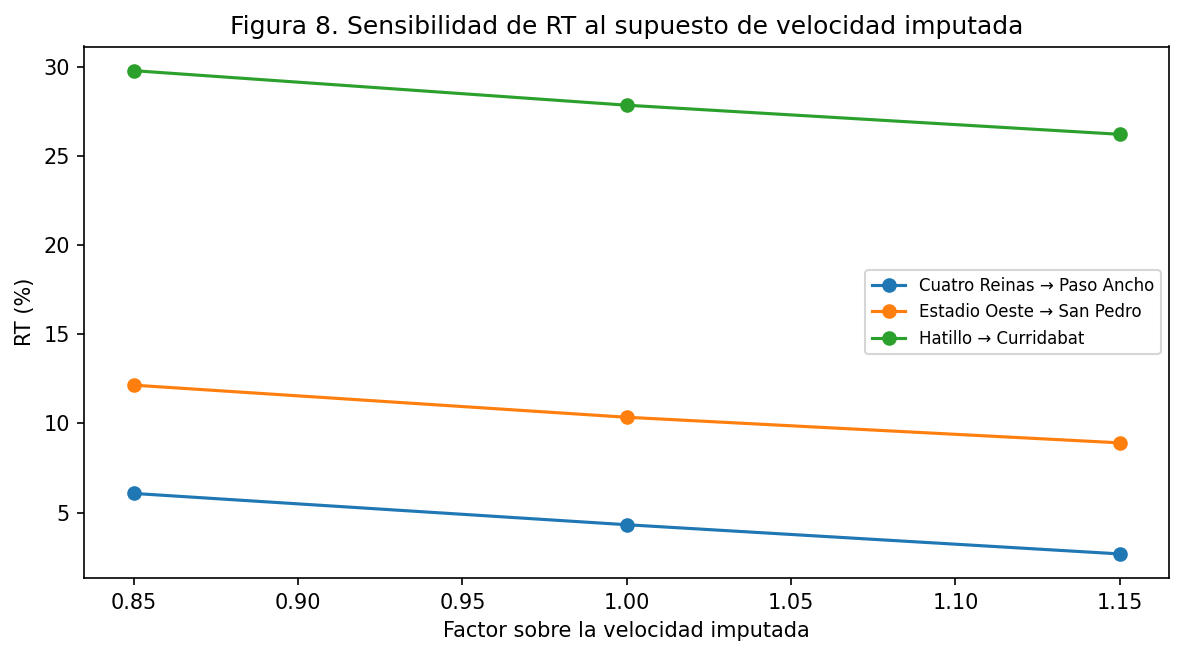 Figura 8. Sensibilidad de RT al supuesto de velocidad imputada
RT (%)
30
25
20
15
10
5
Cuatro Reinas → Paso Ancho
Estadio Oeste → San Pedro
Hatillo → Curridabat
0.85 0.90 0.95 1.00 1.05 1.10 1.15
Factor sobre la velocidad imputada